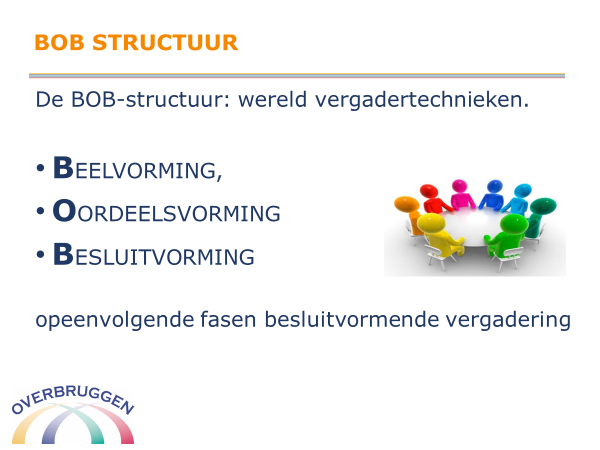 BOB STRUCTUUR
De BOB-structuur: wereld vergadertechnieken.
• BEELVORMING,
• OORDEELSVORMING
• BESLUITVORMING
opeenvolgende fasen besluitvormende vergadering
OVERBRUGGEN